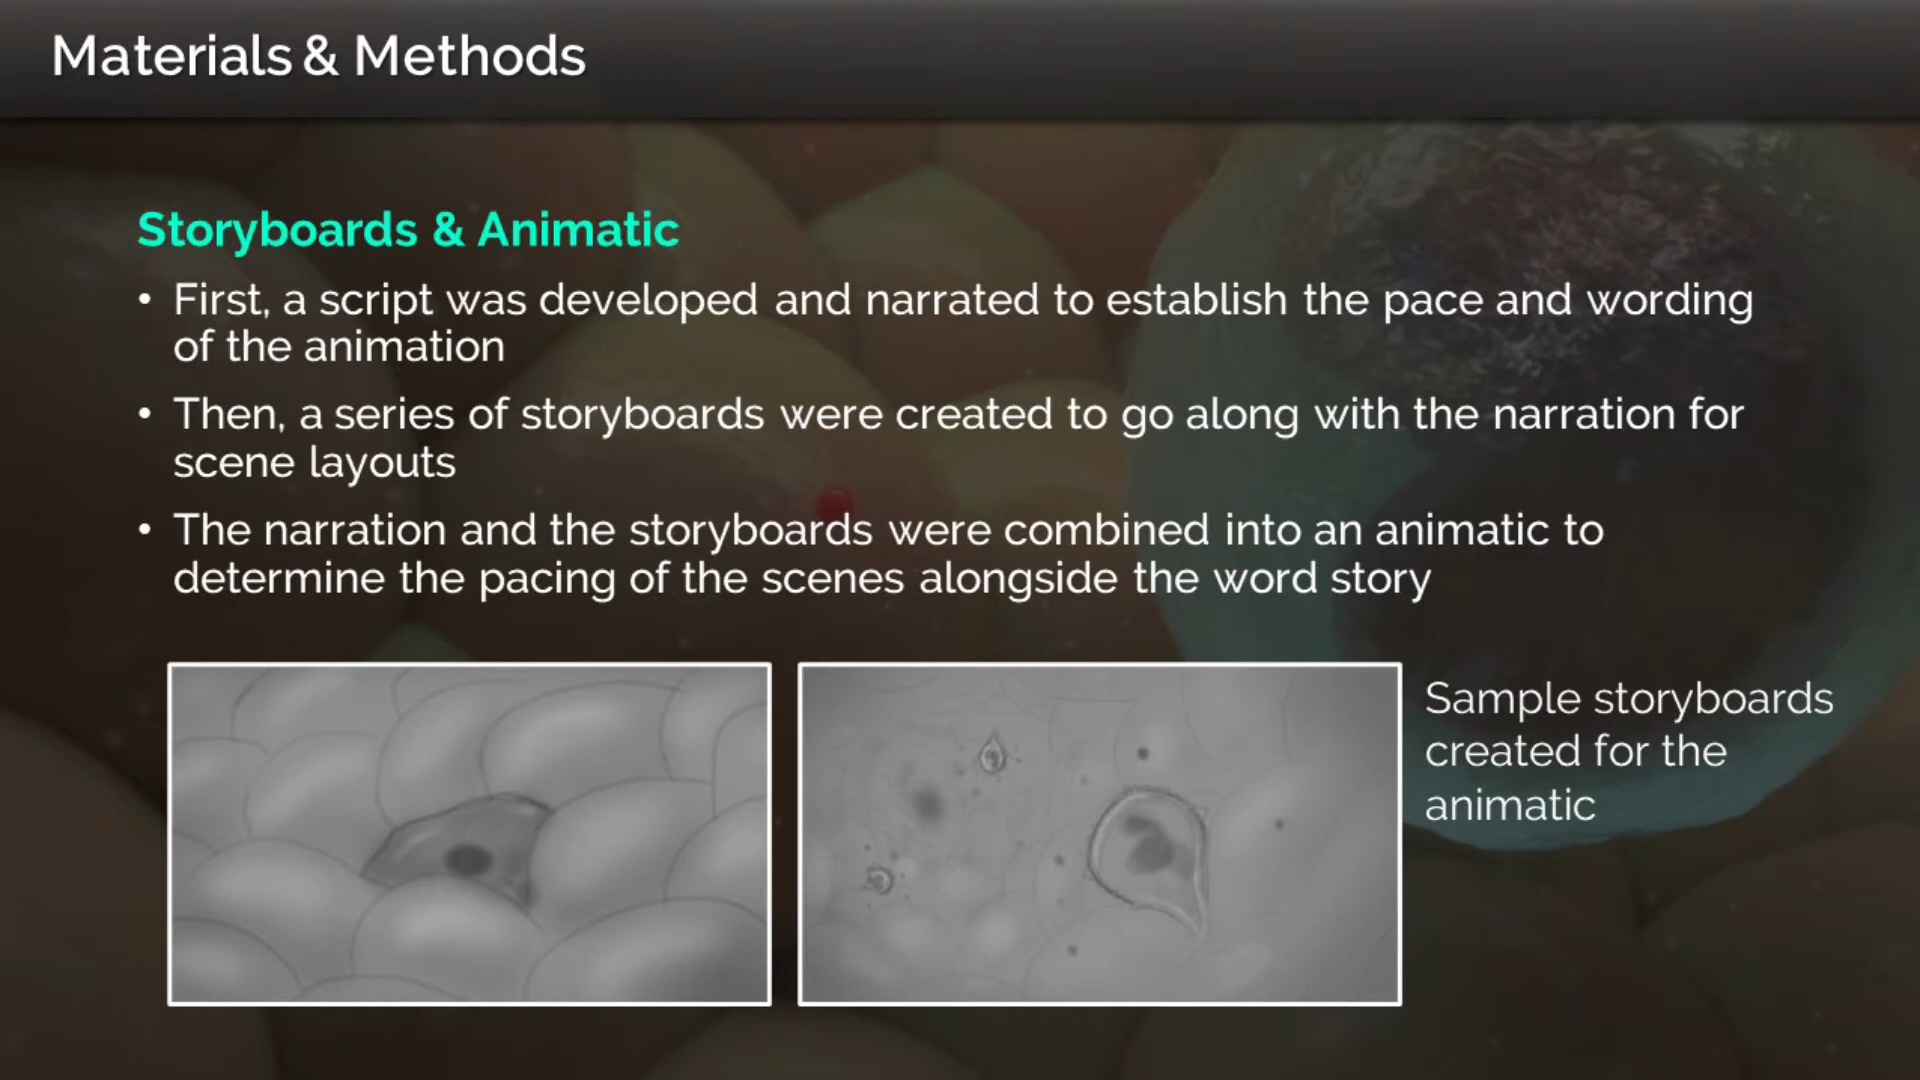 Materials & Methods
Storyboards & Animatic
• First, a script was developed and narrated to establish the pace and wording
of the animation
• Then, a series of storyboards were created to go along with the narration for
scene layouts
• The narration and the storyboards were combined into an animatic to
determine the pacing of the scenes alongside the word story
Sample storyboards
created for the
animatic